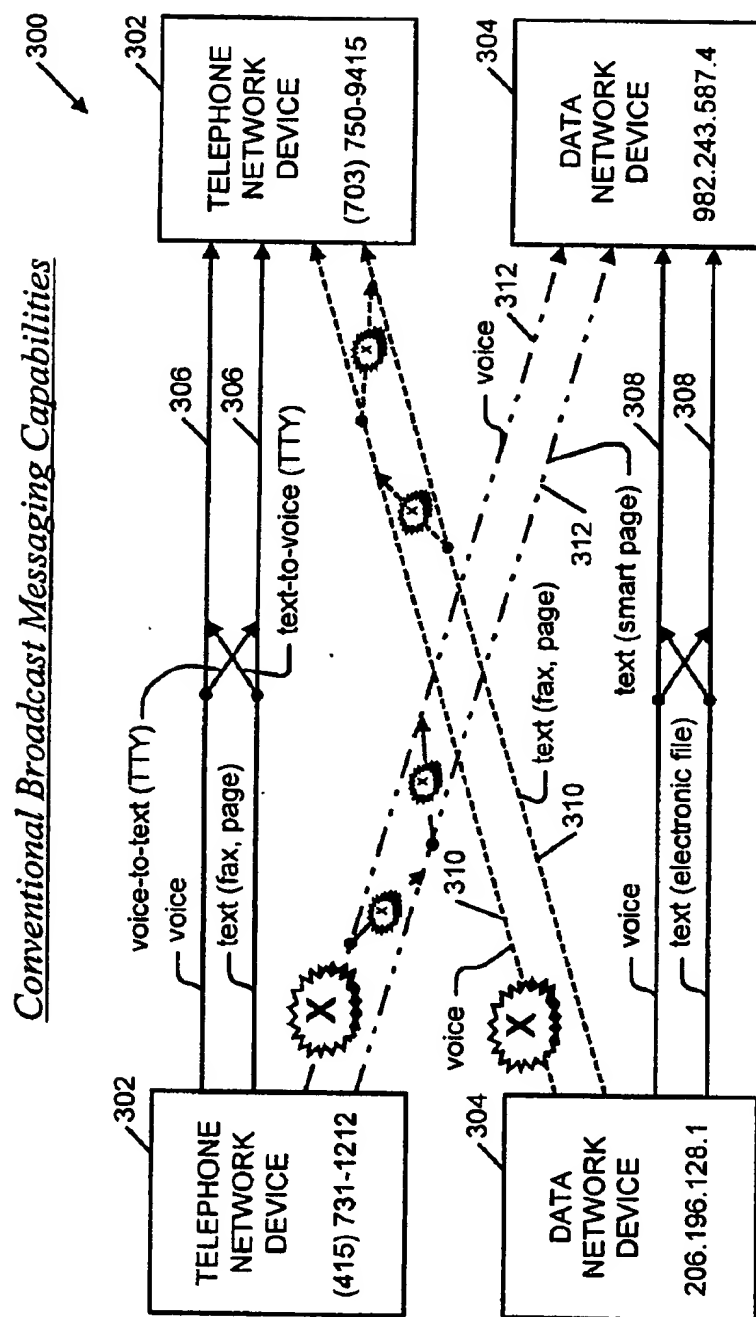 Conventional Broadcast Messaging Capabilities
300
302
TELEPHONE
NETWORK
DEVICE
(415) 731-1212
voice-to-text (TTY)
voice
text (fax, page)
306
306
text-to-voice (TTY)
302
TELEPHONE
NETWORK
DEVICE
(703) 750-9415
X
X
X
X
X
X
voice
310
text (fax, page)
310
voice
312
312
text (smart page)
304
DATA
NETWORK
DEVICE
206.196.128.1
voice
text (electronic file)
308
308
304
DATA
NETWORK
DEVICE
982.243.587.4